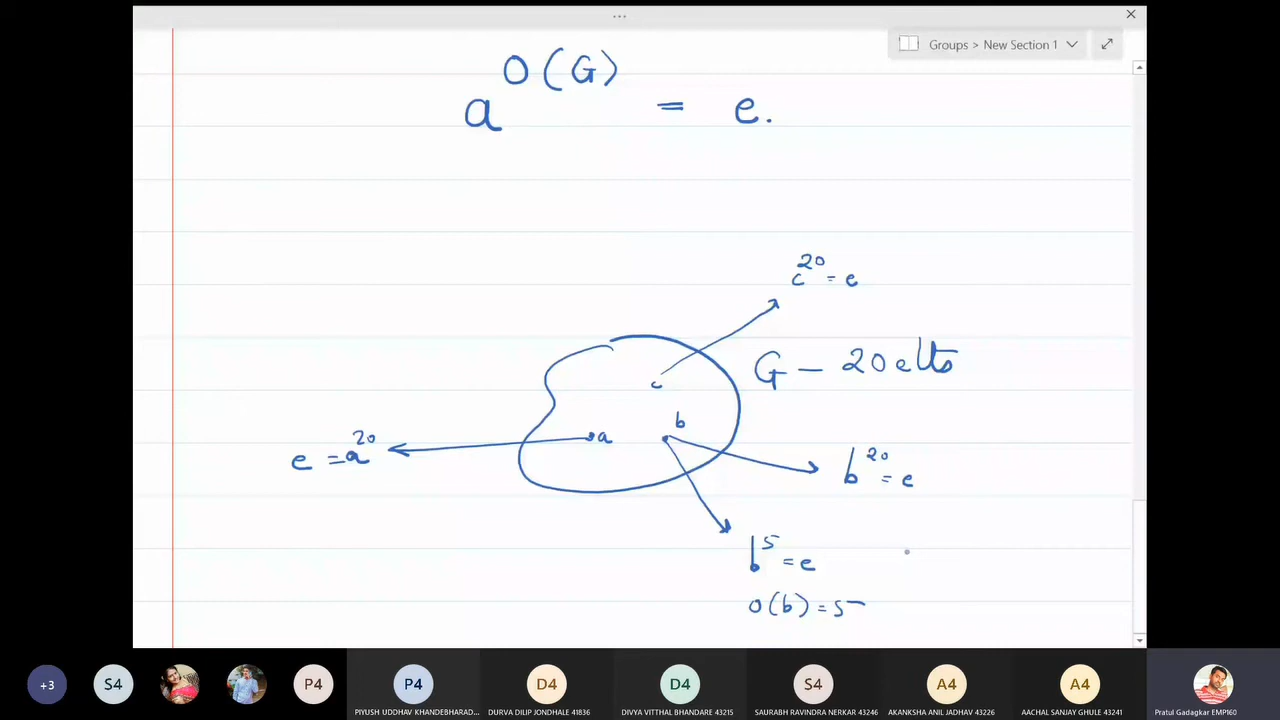 Groups > New Section 1
a^O(G) = e.
c^20 = e
G – 20 elts
e = a^20
c
a
b
b^20 = e
b^5 = e
O(b) = 5
+3
S4
P4
P4
D4
D4
S4
A4
A4
PIYUSH UDDHAV KHANDEBHARAD...
DURVA DILIP JONDHALE 41836
DIVYA VITTHAL BHANDARE 43215
SAURABH RAVINDRA NERKAR 43246
AKANKSHA ANIL JADHAV 43226
AACHAL SANJAY GHULE 43241
Pratul Gadagkar EMP160